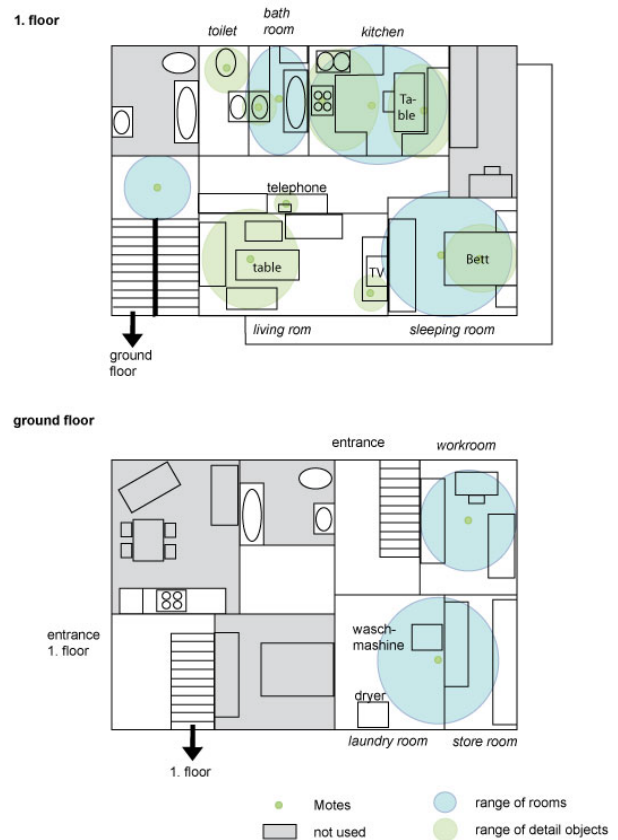 1. floor
toilet
bath
room
kitchen
Ta-
ble
telephone
table
TV
Bett
living rom
sleeping room
ground
floor
ground floor
entrance
workroom
entrance
1. floor
wasch-
mashine
dryer
laundry room
store room
1. floor
Motes
range of rooms
not used
range of detail objects